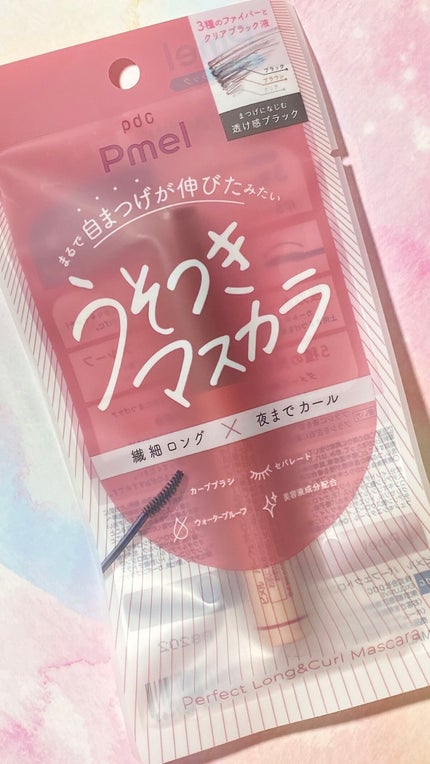 3種のファイバーと
クリアブラック液
ブラック
ブラウン
クリア
まつげになじむ
透け感ブラック
pdc
Pmel
まるで自まつげが伸びたみたい
うそつき
マスカラ
繊細ロング × 夜までカール
カーブブラシ
セパレート
ウォータープルーフ
美容液成分配合
Perfect Long&Curl Mascara